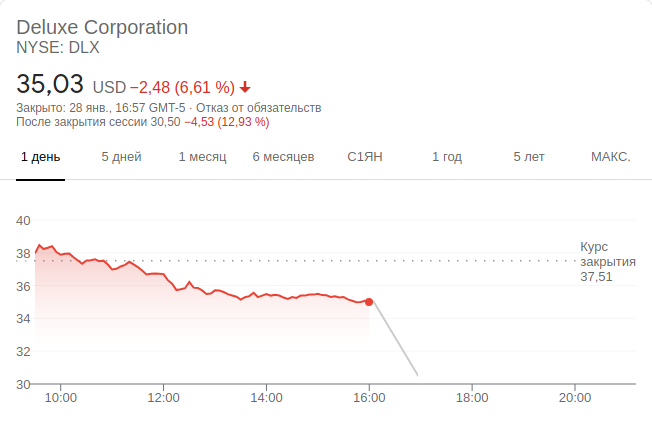 Deluxe Corporation
NYSE: DLX
35,03 USD −2,48 (6,61 %)
Закрыто: 28 янв., 16:57 GMT-5 · Отказ от обязательств
После закрытия сессии 30,50 −4,53 (12,93 %)
1 день 5 дней 1 месяц 6 месяцев С1ЯН 1 год 5 лет МАКС.
40
38
36
34
32
30
Курс
закрытия
37,51
10:00 12:00 14:00 16:00 18:00 20:00